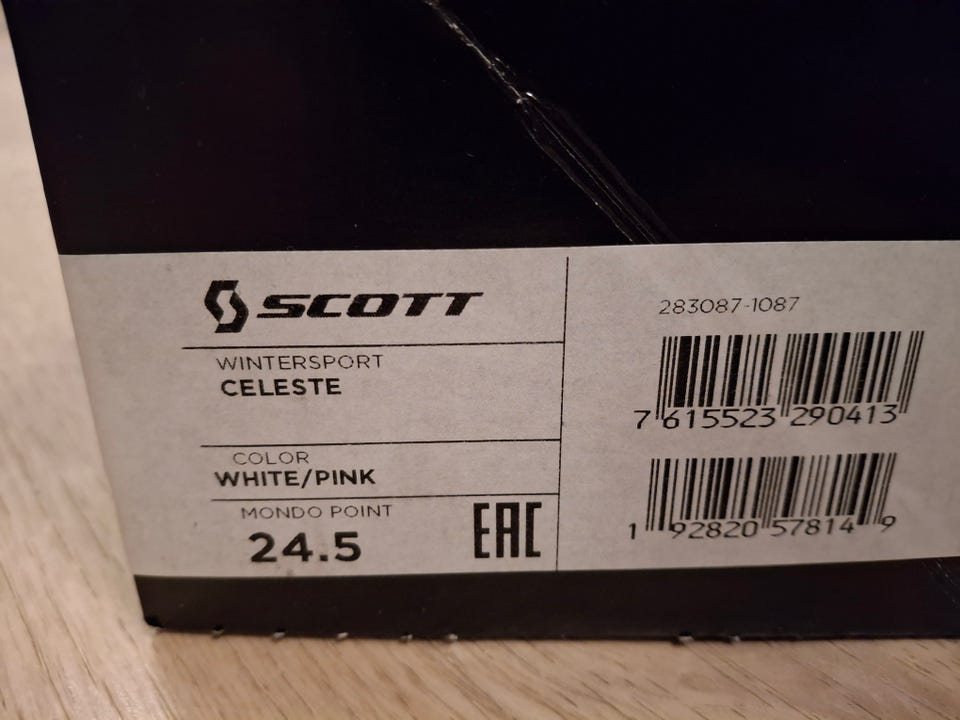 SCOTT
WINTERSPORT
CELESTE
COLOR
WHITE/PINK
MONDO POINT
24.5
EAC
283087-1087
7 615523 290413
1 92820 57814 9